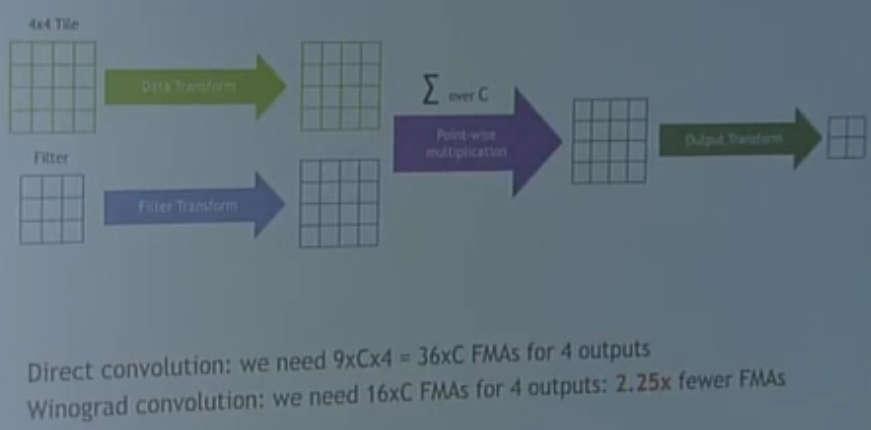 4x4 Tile
Data Transform
∑ over C
Point-wise
multiplication
Output Transform
Filter
Filter Transform
Direct convolution: we need 9xCx4 = 36xC FMAs for 4 outputs
Winograd convolution: we need 16xC FMAs for 4 outputs: 2.25x fewer FMAs